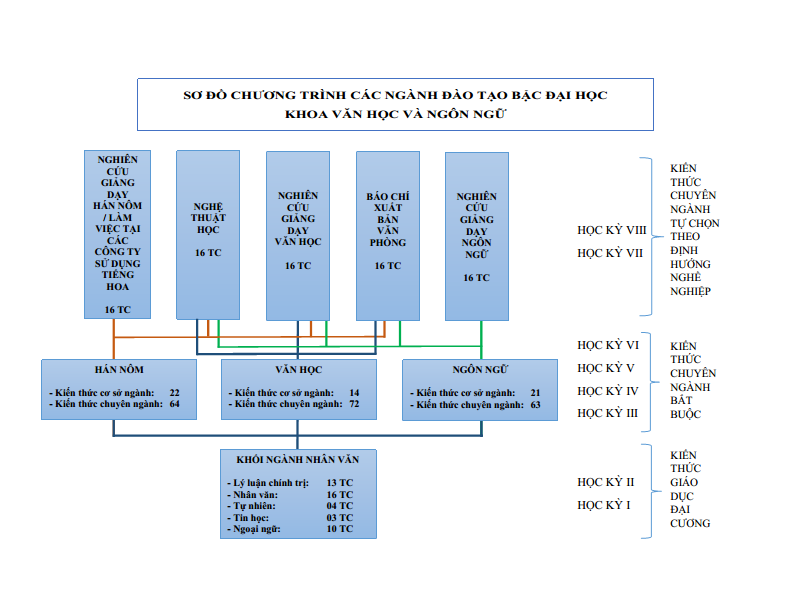 SƠ ĐỒ CHƯƠNG TRÌNH CÁC NGÀNH ĐÀO TẠO BẬC ĐẠI HỌC
KHOA VĂN HỌC VÀ NGÔN NGỮ
NGHIÊN
CỨU
GIẢNG
DẠY
HÁN NÔM
/ LÀM
VIỆC TẠI
CÁC
CÔNG TY
SỬ DỤNG
TIẾNG
HOA
16 TC
NGHỆ
THUẬT
HỌC
16 TC
NGHIÊN
CỨU
GIẢNG
DẠY
VĂN HỌC
16 TC
BÁO CHÍ
XUẤT
BẢN
VĂN
PHÒNG
16 TC
NGHIÊN
CỨU
GIẢNG
DẠY
NGÔN
NGỮ
16 TC
HỌC KỲ VIII
HỌC KỲ VII
KIẾN
THỨC
CHUYÊN
NGÀNH
TỰ CHỌN
THEO
ĐỊNH
HƯỚNG
NGHỀ
NGHIỆP
HÁN NÔM
- Kiến thức cơ sở ngành: 22
- Kiến thức chuyên ngành: 64
VĂN HỌC
- Kiến thức cơ sở ngành: 14
- Kiến thức chuyên ngành: 72
NGÔN NGỮ
- Kiến thức cơ sở ngành: 21
- Kiến thức chuyên ngành: 63
HỌC KỲ VI
HỌC KỲ V
HỌC KỲ IV
HỌC KỲ III
KIẾN
THỨC
CHUYÊN
NGÀNH
BẮT
BUỘC
KHỐI NGÀNH NHÂN VĂN
- Lý luận chính trị: 13 TC
- Nhân văn: 16 TC
- Tự nhiên: 04 TC
- Tin học: 03 TC
- Ngoại ngữ: 10 TC
HỌC KỲ II
HỌC KỲ I
KIẾN
THỨC
GIÁO
DỤC
ĐẠI
CƯƠNG